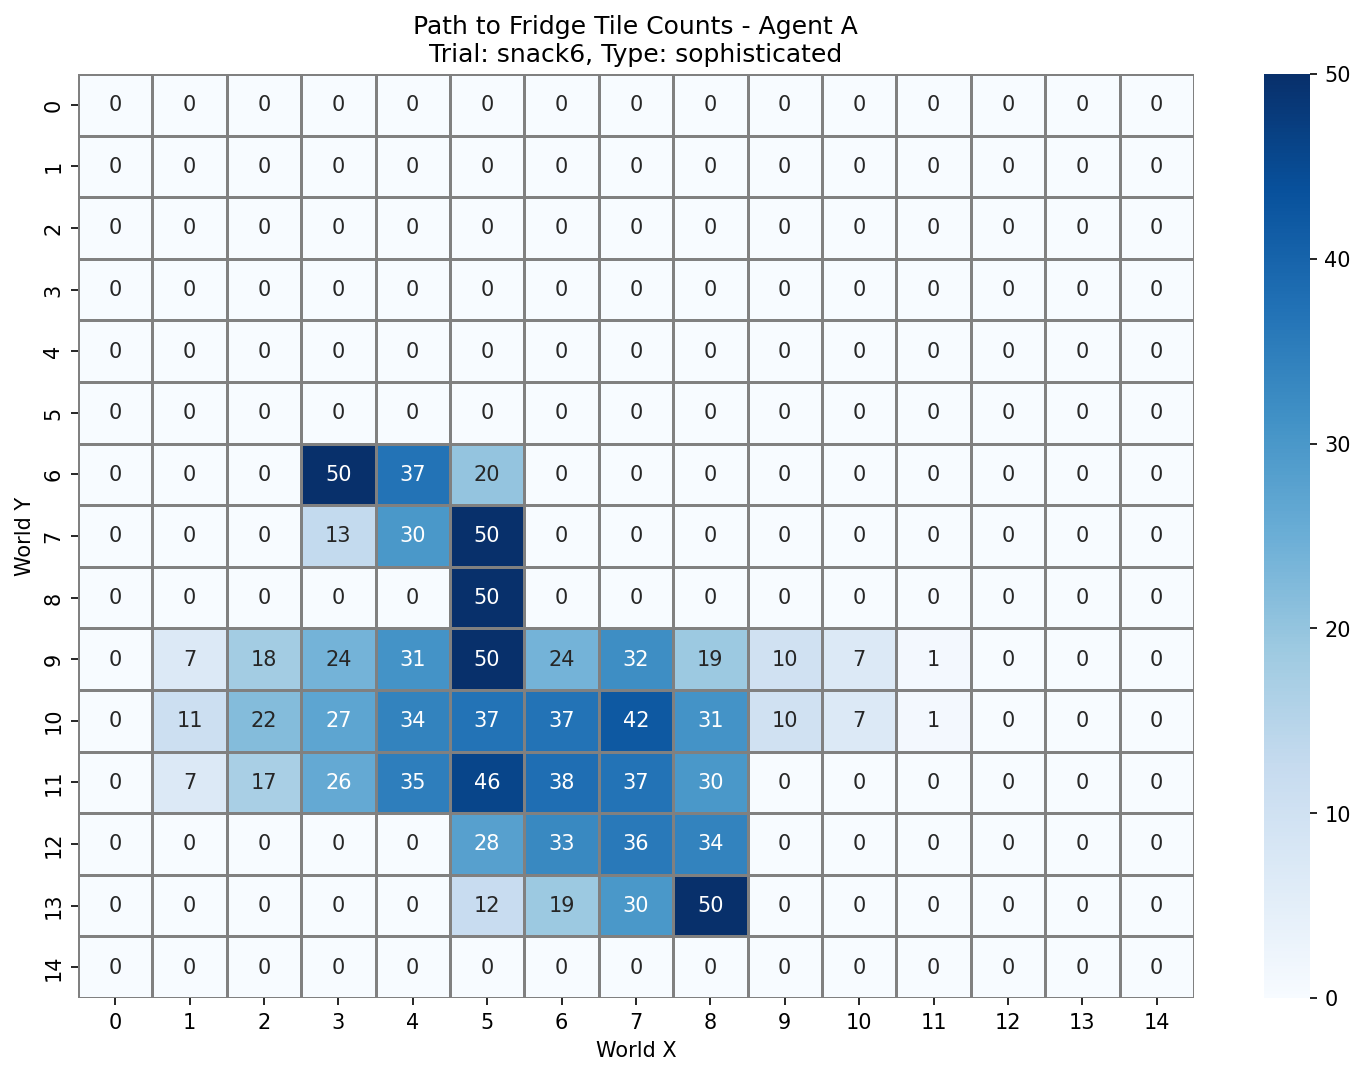 Path to Fridge Tile Counts - Agent A
Trial: snack6, Type: sophisticated
0 0 0 0 0 0 0 0 0 0 0 0 0 0 0 0
1 0 0 0 0 0 0 0 0 0 0 0 0 0 0 0
2 0 0 0 0 0 0 0 0 0 0 0 0 0 0 0
3 0 0 0 0 0 0 0 0 0 0 0 0 0 0 0
4 0 0 0 0 0 0 0 0 0 0 0 0 0 0 0
5 0 0 0 0 0 0 0 0 0 0 0 0 0 0 0
6 0 0 0 50 37 20 0 0 0 0 0 0 0 0 0
7 0 0 0 13 30 50 0 0 0 0 0 0 0 0 0
8 0 0 0 0 0 50 0 0 0 0 0 0 0 0 0
9 0 7 18 24 31 50 24 32 19 10 7 1 0 0 0
10 0 11 22 27 34 37 37 42 31 10 7 1 0 0 0
11 0 7 17 26 35 46 38 37 30 0 0 0 0 0 0
12 0 0 0 0 0 28 33 36 34 0 0 0 0 0 0
13 0 0 0 0 0 12 19 30 50 0 0 0 0 0 0
14 0 0 0 0 0 0 0 0 0 0 0 0 0 0 0
0 1 2 3 4 5 6 7 8 9 10 11 12 13 14
World X
World Y
50
40
30
20
10
0